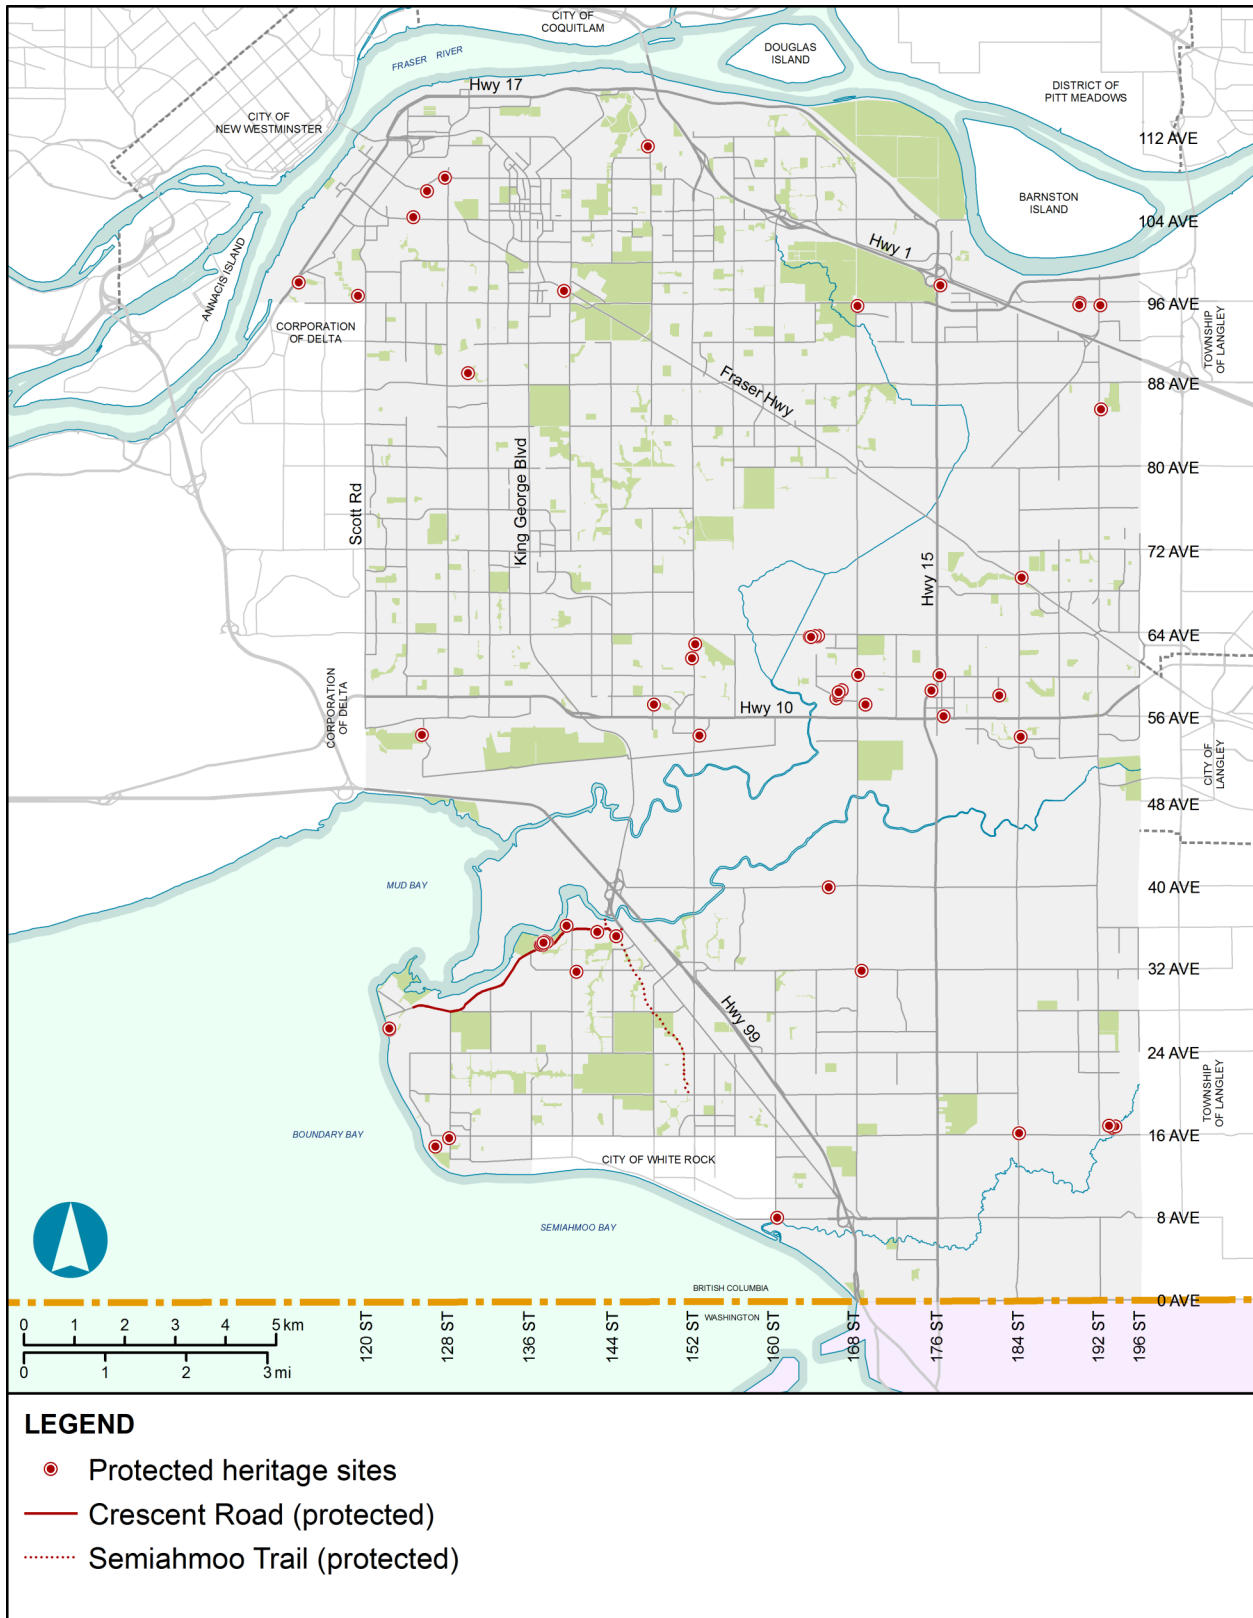 CITY OF
COQUITLAM
DOUGLAS
ISLAND
FRASER RIVER
Hwy 17
DISTRICT OF
PITT MEADOWS
CITY OF
NEW WESTMINSTER
112 AVE
BARNSTON
ISLAND
104 AVE
Hwy 1
ANNACIS ISLAND
96 AVE
CORPORATION
OF DELTA
TOWNSHIP
OF LANGLEY
88 AVE
Fraser Hwy
80 AVE
King George Blvd
Scott Rd
72 AVE
Hwy 15
64 AVE
CORPORATION
OF DELTA
Hwy 10
56 AVE
CITY OF
LANGLEY
48 AVE
MUD BAY
40 AVE
32 AVE
Hwy 99
24 AVE
TOWNSHIP
OF LANGLEY
BOUNDARY BAY
16 AVE
CITY OF WHITE ROCK
SEMIAHMOO BAY
8 AVE
BRITISH COLUMBIA
0 AVE
WASHINGTON
0 1 2 3 4 5 km
0 1 2 3 mi
120 ST
128 ST
136 ST
144 ST
152 ST
160 ST
168 ST
176 ST
184 ST
192 ST
196 ST
LEGEND
Protected heritage sites
Crescent Road (protected)
Semiahmoo Trail (protected)